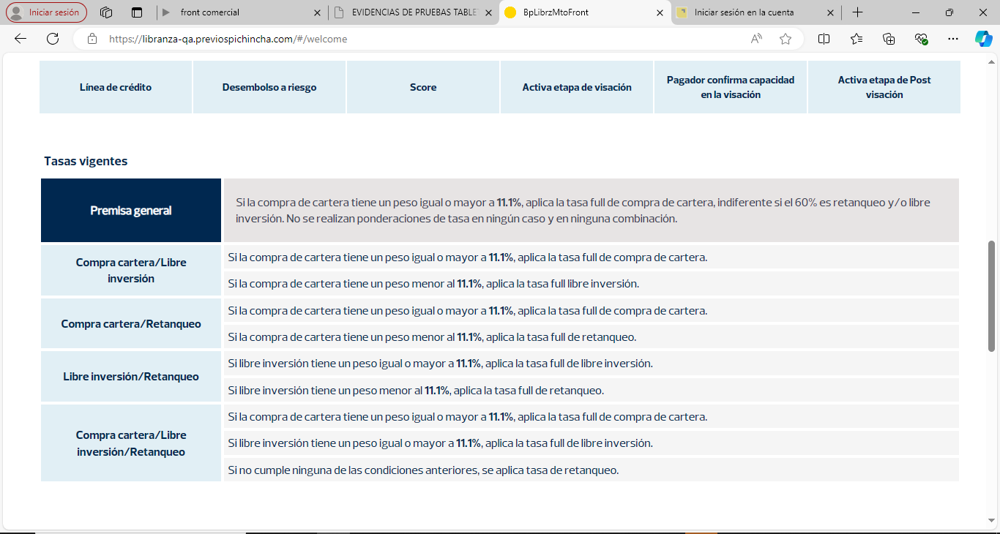 Iniciar sesión
front comercial
EVIDENCIAS DE PRUEBAS TABLE
BpLibrzMtoFront
Iniciar sesión en la cuenta
https://libranza-qa.previospichincha.com/#/welcome
Línea de crédito
Desembolso a riesgo
Score
Activa etapa de visación
Pagador confirma capacidad
en la visación
Activa etapa de Post
visación
Tasas vigentes
Premisa general
Si la compra de cartera tiene un peso igual o mayor a 11.1%, aplica la tasa full de compra de cartera, indiferente si el 60% es retanqueo y/o libre
inversión. No se realizan ponderaciones de tasa en ningún caso y en ninguna combinación.
Compra cartera/Libre
inversión
Si la compra de cartera tiene un peso igual o mayor a 11.1%, aplica la tasa full de compra de cartera.
Si la compra de cartera tiene un peso menor al 11.1%, aplica la tasa full libre inversión.
Compra cartera/Retanqueo
Si la compra de cartera tiene un peso igual o mayor a 11.1%, aplica la tasa full de compra de cartera.
Si la compra de cartera tiene un peso menor al 11.1%, aplica la tasa full de retanqueo.
Libre inversión/Retanqueo
Si libre inversión tiene un peso igual o mayor a 11.1%, aplica la tasa full de libre inversión.
Si libre inversión tiene un peso menor al 11.1%, aplica la tasa full de retanqueo.
Compra cartera/Libre
inversión/Retanqueo
Si la compra de cartera tiene un peso igual o mayor a 11.1%, aplica la tasa full de compra de cartera.
Si libre inversión tiene un peso igual o mayor a 11.1%, aplica la tasa full de libre inversión.
Si no cumple ninguna de las condiciones anteriores, se aplica tasa de retanqueo.